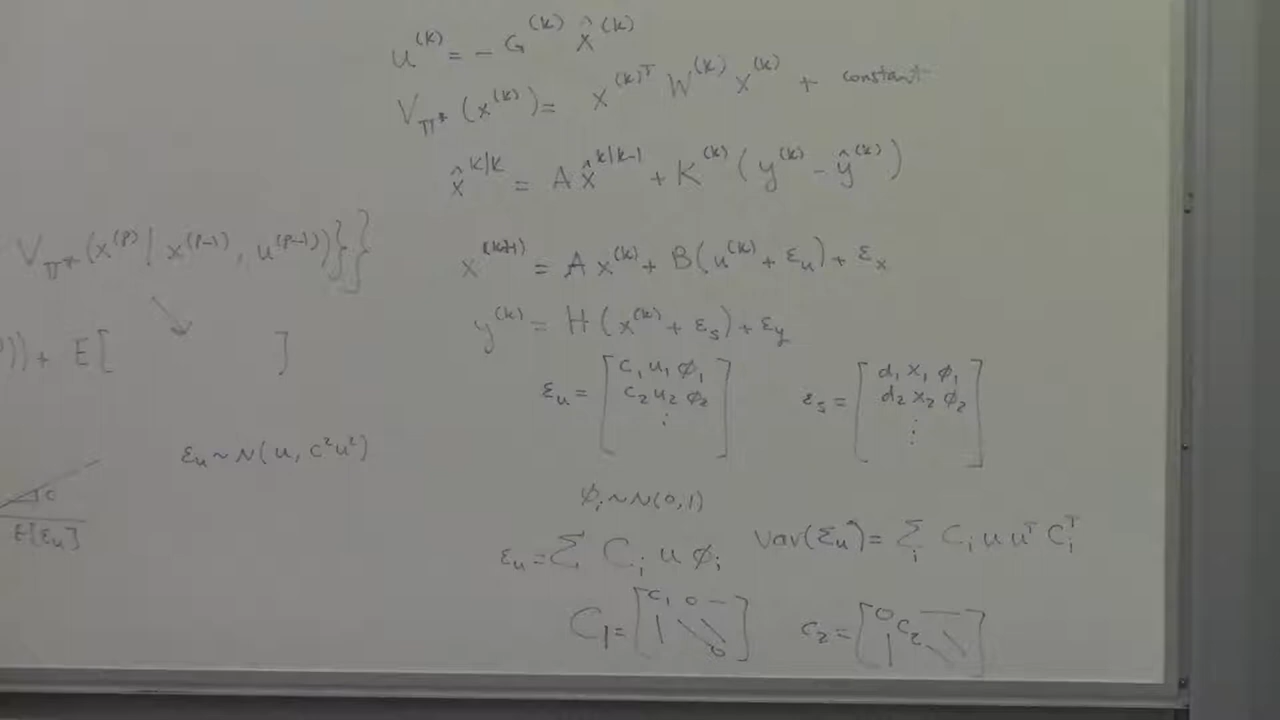 u^(k) = - G^(k) x̂^(k)
V_π* (x^(k)) = x^(k)T W^(k) x^(k) + constant
x̂^k|k = A x̂^k|k-1 + K^(k) ( y^(k) - ŷ^(k) )
V_π* (x^(p) | x^(p-1), u^(p-1)) } }
x^(k+1) = A x^(k) + B( u^(k) + ε_u ) + ε_x
y^(k) = H ( x^(k) + ε_s ) + ε_y
)) + E [ ]
ε_u = [ c_1 u_1 φ_1
c_2 u_2 φ_2
⋮ ]
ε_s = [ d_1 x_1 φ_1
d_2 x_2 φ_2
⋮ ]
ε_u ~ N( u, c²u² )
c
E[ε_u]
φ_i ~ N(0, 1)
ε_u = Σ C_i u φ_i
Var(ε_u) = Σ_i C_i u u^T C_i^T
C_1 = [ c_1 0 —
| \ \ 0 ]
C_2 = [ 0 —
| c_2 \ \ ]